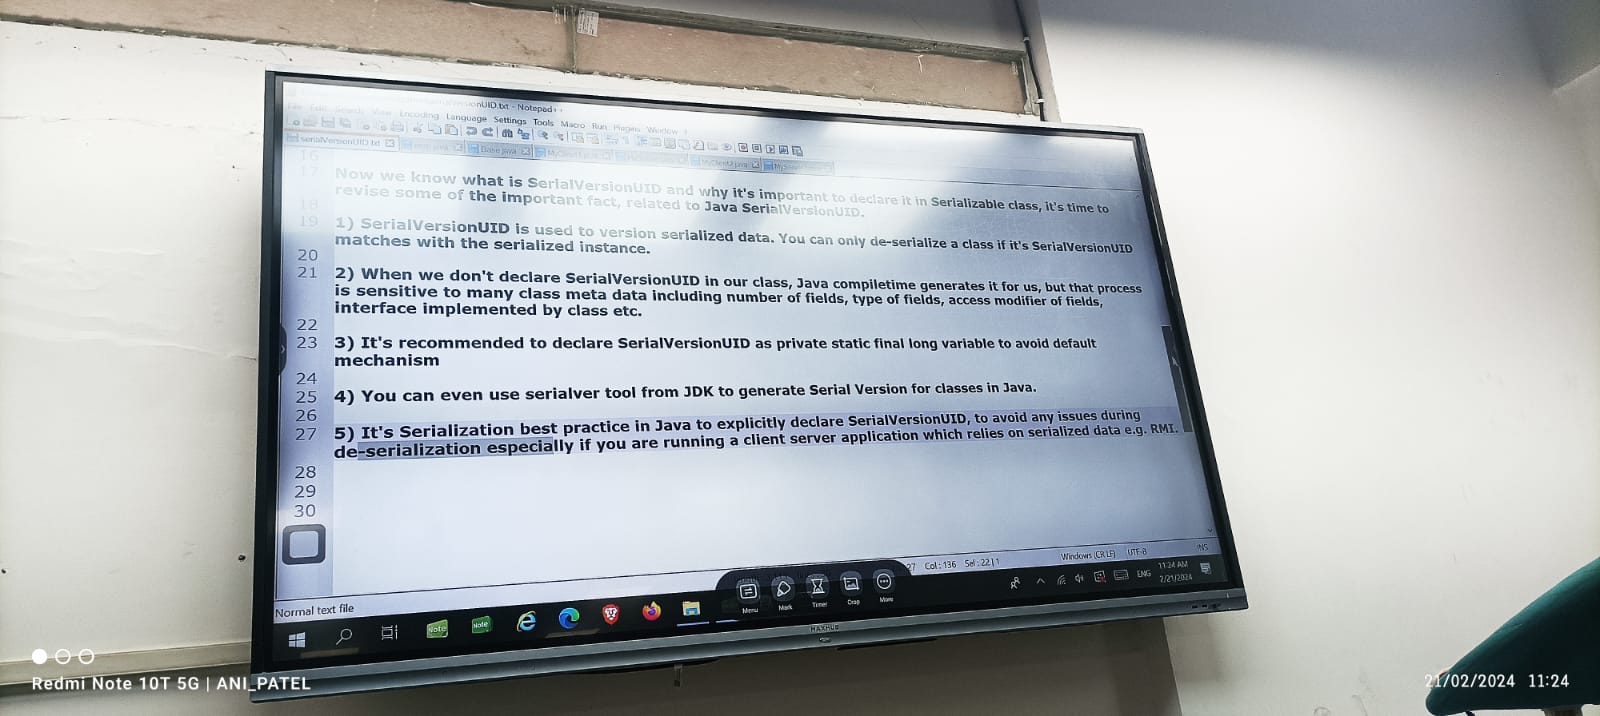 VersionUID.txt - Notepad++
File Edit Search View Encoding Language Settings Tools Macro Run Plugins Window
serialVersionUID.txt Base.java
16
17 Now we know what is SerialVersionUID and why it's important to declare it in Serializable class, it's time to
revise some of the important fact, related to Java SerialVersionUID.
18
19 1) SerialVersionUID is used to version serialized data. You can only de-serialize a class if it's SerialVersionUID
matches with the serialized instance.
20
21 2) When we don't declare SerialVersionUID in our class, Java compiletime generates it for us, but that process
is sensitive to many class meta data including number of fields, type of fields, access modifier of fields,
interface implemented by class etc.
22
23 3) It's recommended to declare SerialVersionUID as private static final long variable to avoid default
mechanism
24
25 4) You can even use serialver tool from JDK to generate Serial Version for classes in Java.
26
27 5) It's Serialization best practice in Java to explicitly declare SerialVersionUID, to avoid any issues during
de-serialization especially if you are running a client server application which relies on serialized data e.g. RMI.
28
29
30
Normal text file 27 Col : 136 Sel : 22 | 1 Windows (CR LF) UTF-8 INS
Menu Mark Timer Drop More
Note Note ENG 11:24 AM
2/21/2024
MAXHUB
Redmi Note 10T 5G | ANI_PATEL
21/02/2024 11:24